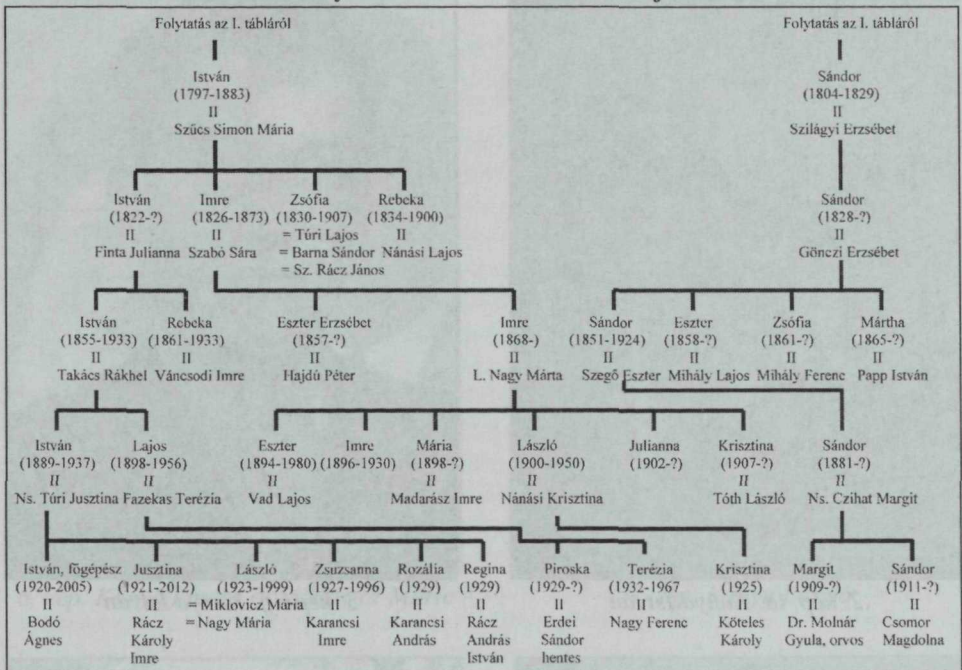 Folytatás az I. tábláról Folytatás az I. tábláról
István Sándor
(1797-1883) (1804-1829)
II II
Szűcs Simon Mária Szilágyi Erzsébet
István Imre Zsófia Rebeka Sándor
(1822-?) (1826-1873) (1830-1907) (1834-1900) (1828-?)
II II = Túri Lajos II II
Finta Julianna Szabó Sára = Barna Sándor Nánási Lajos Gönczi Erzsébet
= Sz. Rácz János
István Rebeka Eszter Erzsébet Imre Sándor Eszter Zsófia Mártha
(1855-1933) (1861-1933) (1857-?) (1868-) (1851-1924) (1858-?) (1861-?) (1865-?)
II II II II II II II II
Takács Rákhel Váncsodi Imre Hajdú Péter L. Nagy Márta Szegő Eszter Mihály Lajos Mihály Ferenc Papp István
István Lajos Eszter Imre Mária László Julianna Krisztina Sándor
(1889-1937) (1898-1956) (1894-1980) (1896-1930) (1898-?) (1900-1950) (1902-?) (1907-?) (1881-?)
II II II II II II II
Ns. Túri Jusztina Fazekas Terézia Vad Lajos Madarász Imre Nánási Krisztina Tóth László Ns. Czihat Margit
István, főgépész Jusztina László Zsuzsanna Rozália Regina Piroska Terézia Krisztina Margit Sándor
(1920-2005) (1921-2012) (1923-1999) (1927-1996) (1929) (1929) (1929-?) (1932-1967 (1925) (1909-?) (1911-?)
II II = Miklovicz Mária II II II II II II II II
Bodó Rácz = Nagy Mária Karancsi Karancsi Rácz Erdei Nagy Ferenc Köteles Dr. Molnár Csomor
Ágnes Károly Imre András András Sándor Károly Gyula, orvos Magdolna
Imre István hentes